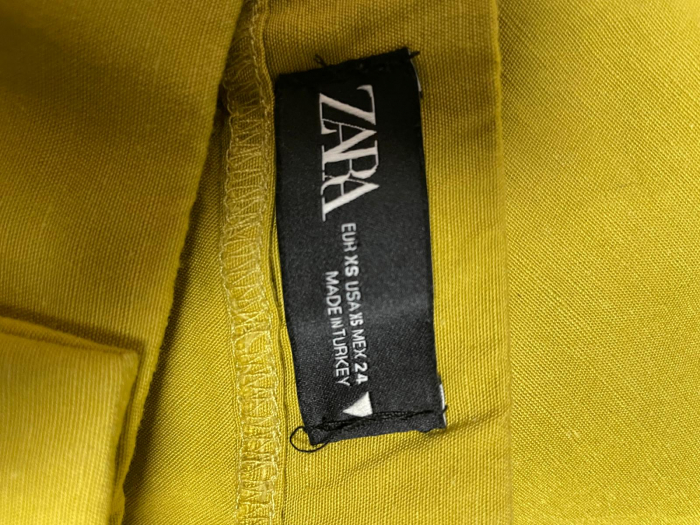 ZARA
EUR XS USA XS MEX 24
MADE IN TURKEY